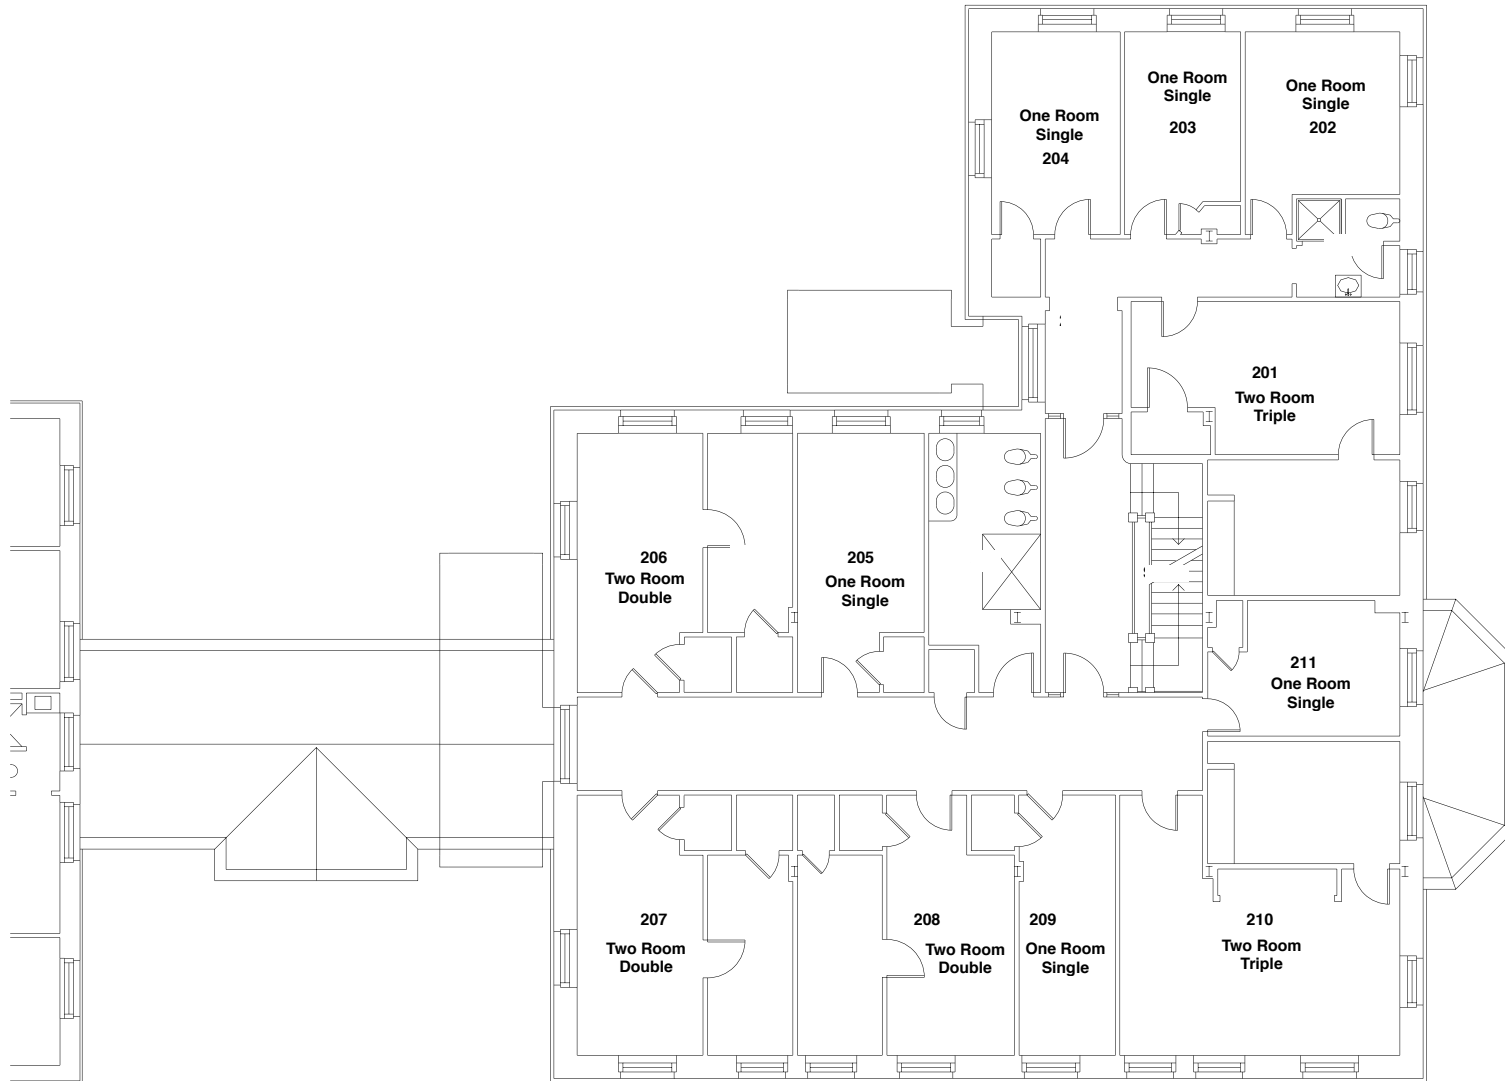 One Room
Single
204
One Room
Single
203
One Room
Single
202
201
Two Room
Triple
206
Two Room
Double
205
One Room
Single
211
One Room
Single
207
Two Room
Double
208
Two Room
Double
209
One Room
Single
210
Two Room
Triple